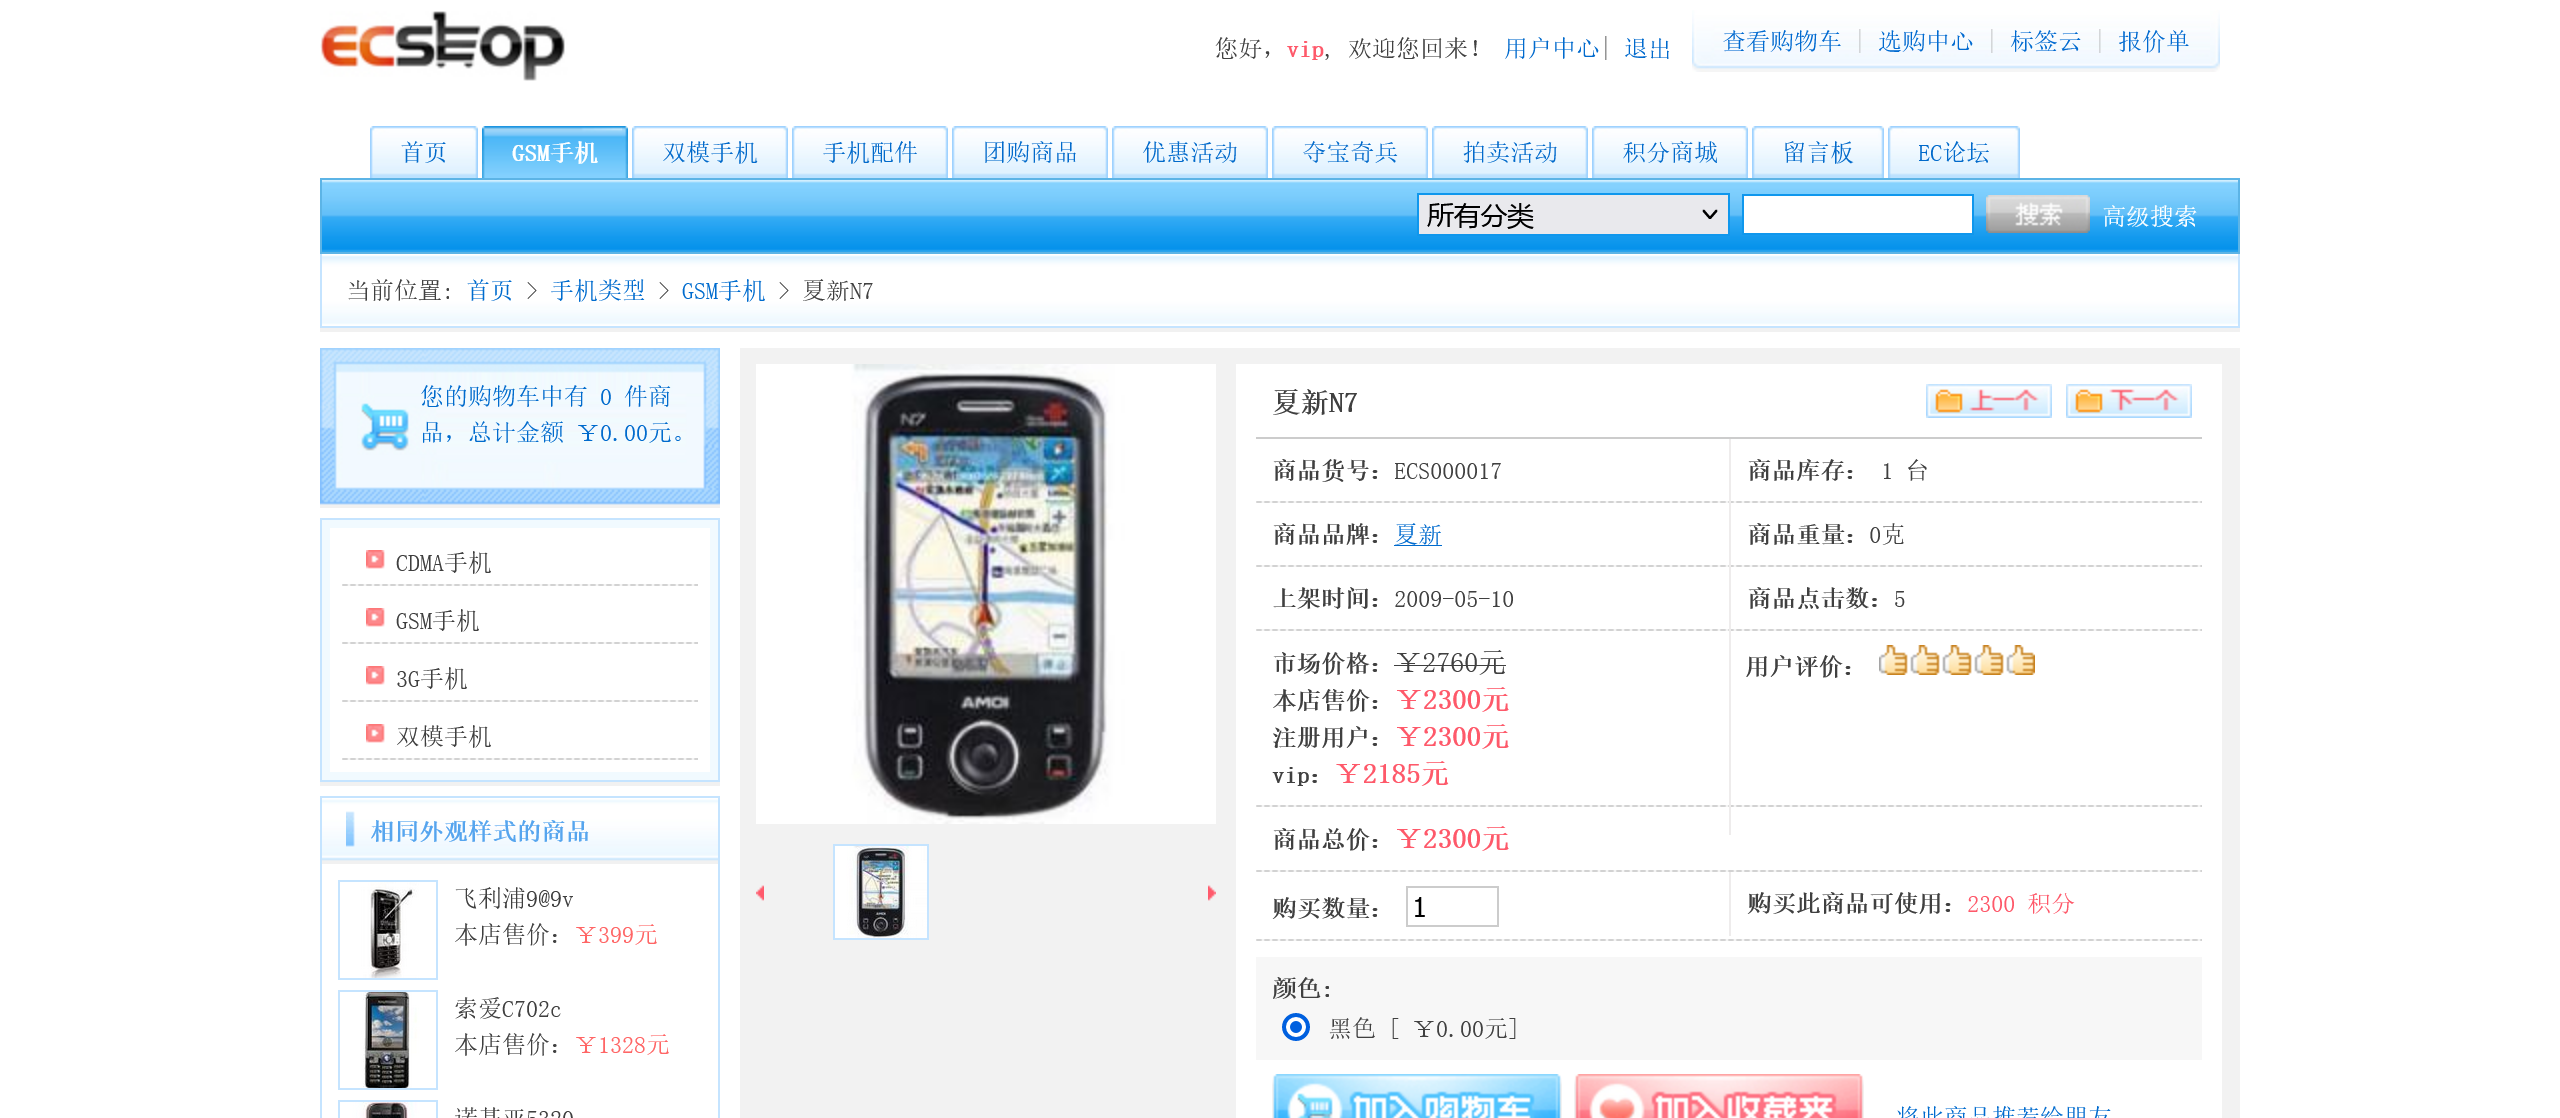 ecshop
您好，vip, 欢迎您回来！ 用户中心| 退出
查看购物车 | 选购中心 | 标签云 | 报价单
首页 GSM手机 双模手机 手机配件 团购商品 优惠活动 夺宝奇兵 拍卖活动 积分商城 留言板 EC论坛
所有分类 搜索 高级搜索
当前位置: 首页 > 手机类型 > GSM手机 > 夏新N7
您的购物车中有 0 件商
品，总计金额 ￥0.00元。
CDMA手机
GSM手机
3G手机
双模手机
相同外观样式的商品
飞利浦9@9v
本店售价：￥399元
索爱C702c
本店售价：￥1328元
诺基亚5320
N7
AMOI
夏新N7
上一个 下一个
商品货号：ECS000017
商品库存： 1 台
商品品牌：夏新
商品重量：0克
上架时间：2009-05-10
商品点击数：5
市场价格：￥2760元
本店售价：￥2300元
注册用户：￥2300元
vip：￥2185元
用户评价：
商品总价：￥2300元
购买数量： 1
购买此商品可使用：2300 积分
颜色:
黑色 [ ￥0.00元]
加入购物车 加入收藏夹 将此商品推荐给朋友